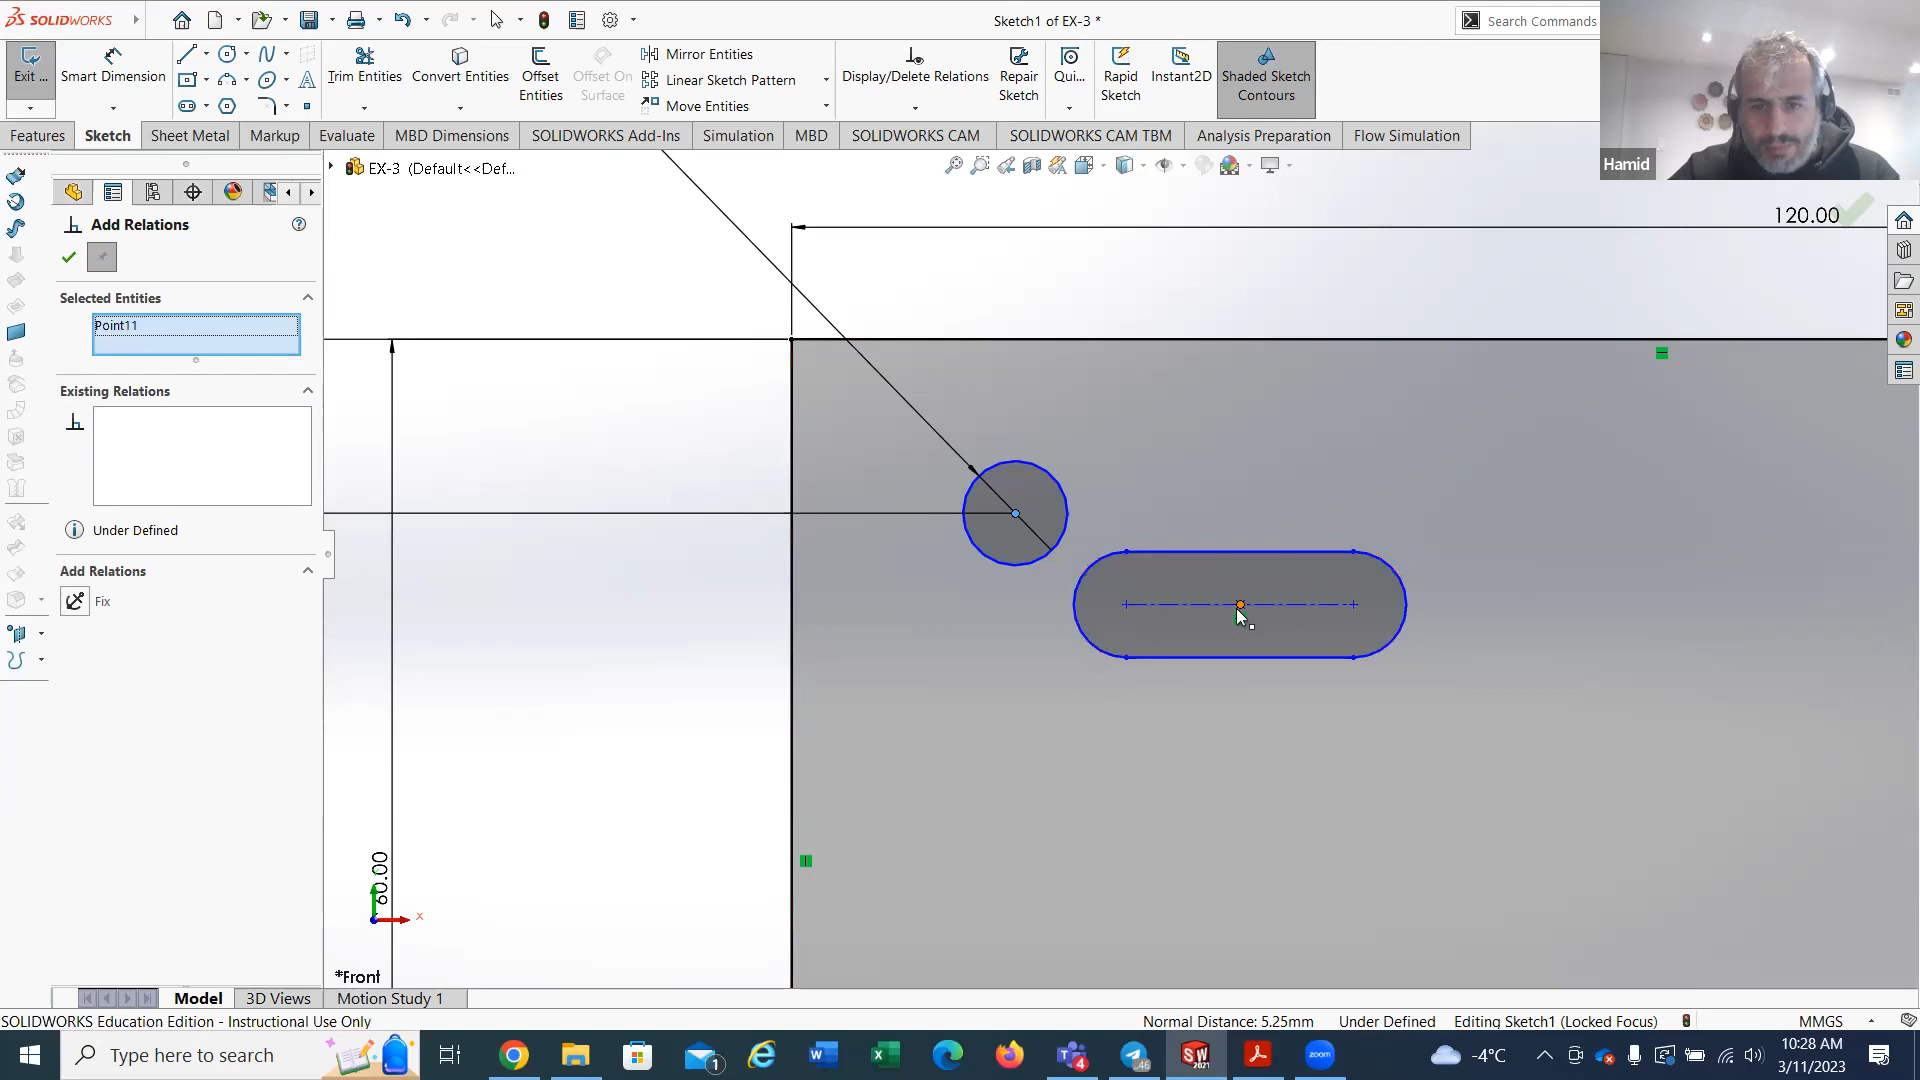 SOLIDWORKS
Sketch1 of EX-3 *
Search Commands
Exit ...
Smart Dimension
Trim Entities
Convert Entities
Offset Entities
Offset On Surface
Mirror Entities
Linear Sketch Pattern
Move Entities
Display/Delete Relations
Repair Sketch
Qui...
Rapid Sketch
Instant2D
Shaded Sketch Contours
Features
Sketch
Sheet Metal
Markup
Evaluate
MBD Dimensions
SOLIDWORKS Add-Ins
Simulation
MBD
SOLIDWORKS CAM
SOLIDWORKS CAM TBM
Analysis Preparation
Flow Simulation
Hamid
EX-3 (Default<<Def...
Add Relations
120.00
Selected Entities
Point11
Existing Relations
Under Defined
Add Relations
Fix
60.00
x
*Front
Model
3D Views
Motion Study 1
SOLIDWORKS Education Edition - Instructional Use Only
Normal Distance: 5.25mm
Under Defined
Editing Sketch1 (Locked Focus)
MMGS
Type here to search
1
SW
2021
4
46
zoom
-4°C
10:28 AM
3/11/2023